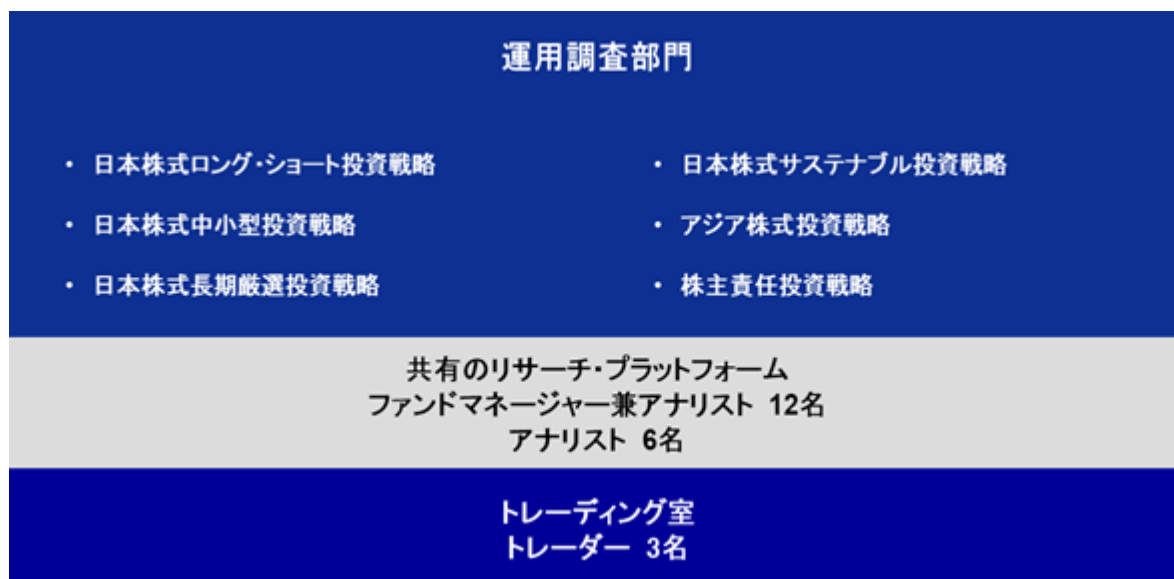 運用調査部門
・ 日本株式ロング・ショート投資戦略
・ 日本株式サステナブル投資戦略
・ 日本株式中小型投資戦略
・ アジア株式投資戦略
・ 日本株式長期厳選投資戦略
・ 株主責任投資戦略
共有のリサーチ・プラットフォーム
ファンドマネージャー兼アナリスト 12名
アナリスト 6名
トレーディング室
トレーダー 3名